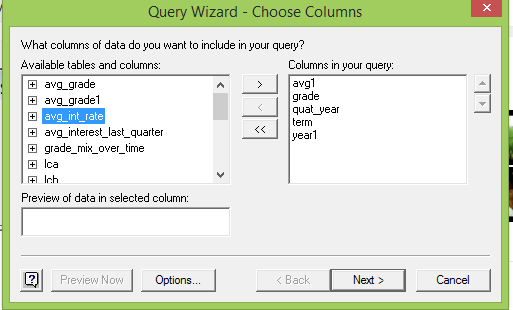 Query Wizard - Choose Columns
What columns of data do you want to include in your query?
Available tables and columns:
avg_grade
avg_grade1
avg_int_rate
avg_interest_last_quarter
grade_mix_over_time
lca
lcb
>
<
<<
Columns in your query:
avg1
grade
quat_year
term
year1
Preview of data in selected column:
?
Preview Now
Options...
< Back
Next >
Cancel